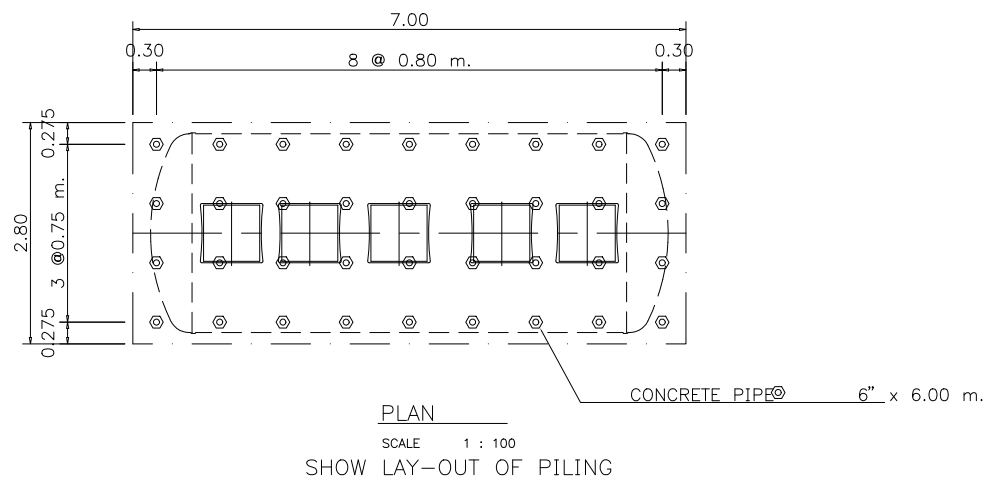 7.00
0.30
8 @ 0.80 m.
0.30
0.275
2.80
3 @0.75 m.
0.275
CONCRETE PIPE 6" x 6.00 m.
PLAN
SCALE 1 : 100
SHOW LAY-OUT OF PILING